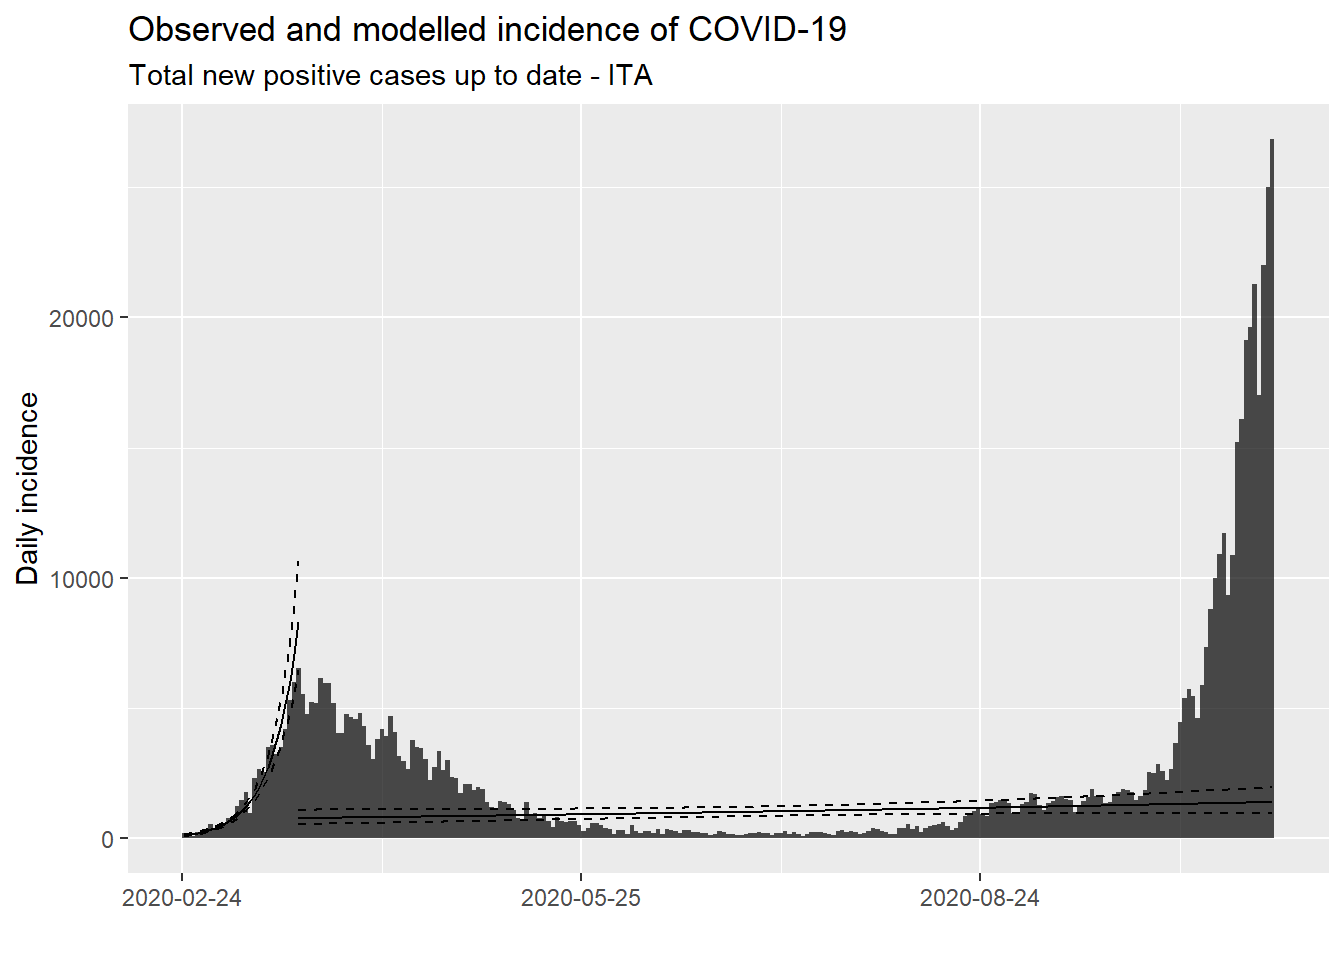 Observed and modelled incidence of COVID-19
Total new positive cases up to date - ITA
Daily incidence
20000
10000
0
2020-02-24
2020-05-25
2020-08-24